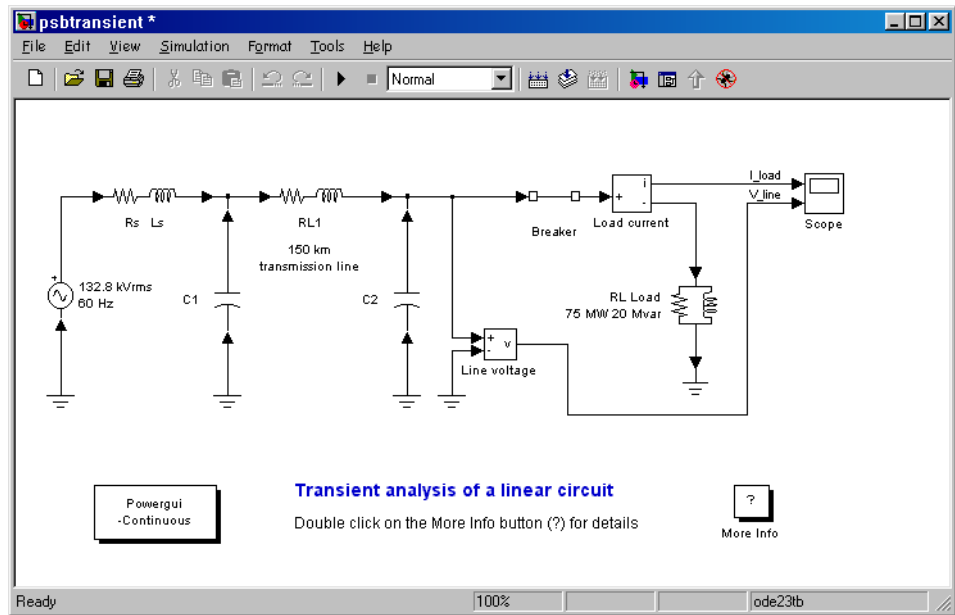 psbtransient *
File Edit View Simulation Format Tools Help
Normal
I_load
V_line
i
+
-
Rs Ls
RL1
Breaker
Load current
Scope
150 km
transmission line
+
132.8 kVrms
60 Hz
C1
C2
RL Load
75 MW 20 Mvar
+
-
v
Line voltage
Powergui
-Continuous
Transient analysis of a linear circuit
Double click on the More Info button (?) for details
?
More Info
Ready 100% ode23tb